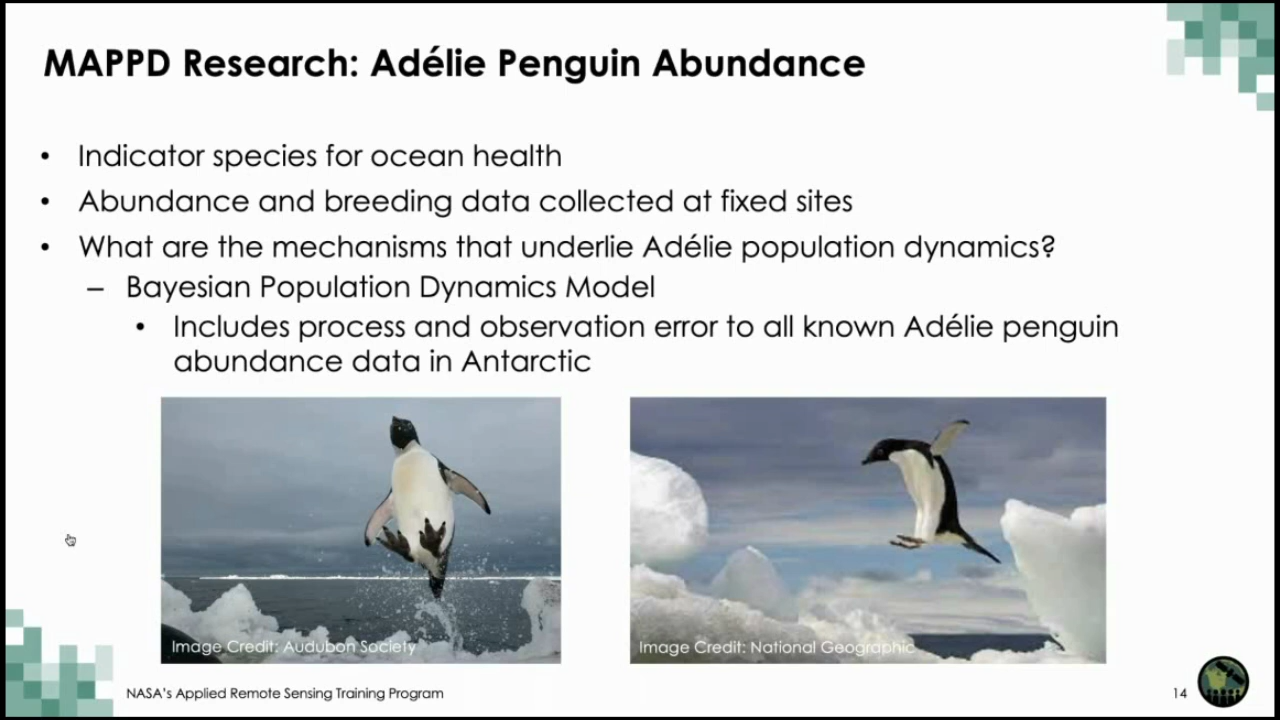 MAPPD Research: Adélie Penguin Abundance
• Indicator species for ocean health
• Abundance and breeding data collected at fixed sites
• What are the mechanisms that underlie Adélie population dynamics?
– Bayesian Population Dynamics Model
• Includes process and observation error to all known Adélie penguin
abundance data in Antarctic
Image Credit: Audubon Society
Image Credit: National Geographic
NASA's Applied Remote Sensing Training Program
14